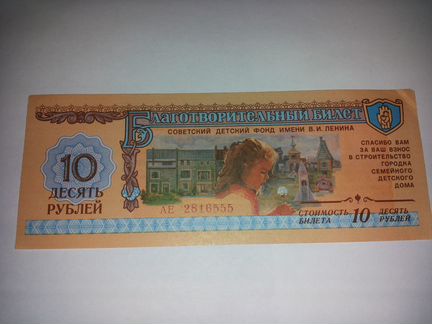 БЛАГОТВОРИТЕЛЬНЫЙ БИЛЕТ
СОВЕТСКИЙ ДЕТСКИЙ ФОНД ИМЕНИ В.И. ЛЕНИНА
10
ДЕСЯТЬ
РУБЛЕЙ
СПАСИБО ВАМ
ЗА ВАШ ВЗНОС
В СТРОИТЕЛЬСТВО
ГОРОДКА
СЕМЕЙНОГО
ДЕТСКОГО
ДОМА
АЕ 2816555
СТОИМОСТЬ
БИЛЕТА
10
ДЕСЯТЬ
РУБЛЕЙ